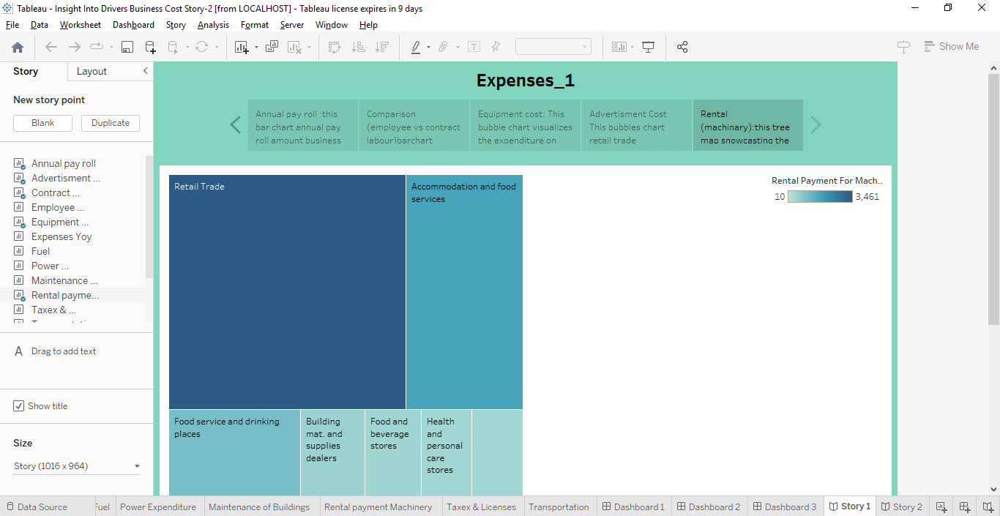 Tableau - Insight Into Drivers Business Cost Story-2 [from LOCALHOST] - Tableau license expires in 9 days
File Data Worksheet Dashboard Story Analysis Format Server Window Help
Show Me
Story Layout
New story point
Blank Duplicate
Annual pay roll
Advertisment ...
Contract ...
Employee ...
Equipment ...
Expenses Yoy
Fuel
Power ...
Maintenance ...
Rental payme...
Taxex & ...
A Drag to add text
Show title
Size
Story (1016 x 964)
Expenses_1
Annual pay roll :this
bar chart annual pay
roll amount business
Comparison
(employee vs contract
labour)barchart
Equipment cost: This
bubble chart visualizes
the expenditure on
Advertisment Cost
This bubbles chart
retail trade
Rental
(machinary):this tree
map snowcasting the
Retail Trade
Accommodation and food
services
Food service and drinking
places
Building
mat. and
supplies
dealers
Food and
beverage
stores
Health
and
personal
care
stores
Rental Payment For Mach..
10 3,461
Data Source Fuel Power Expenditure Maintenance of Buildings Rental payment Machinery Taxex & Licenses Transportation Dashboard 1 Dashboard 2 Dashboard 3 Story 1 Story 2